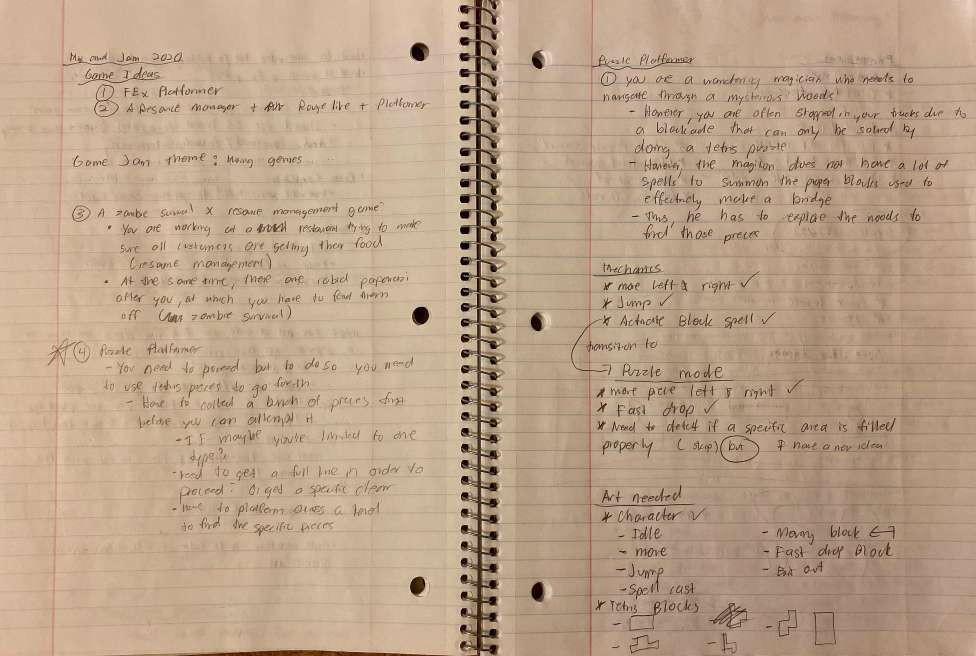 Mix and Jam 2020
Game Ideas
① FEx Platformer
② A Resource manager + Rouge like + Platformer
Game Jam theme: Mixing genres
③ A zombie survival x resource management game?
• You are working at a restaurant trying to make
sure all customers are getting their food
(resource management)
• At the same time, there are rabid paparazzi
after you, at which you have to fend them
off (zombie survival)
④ Puzzle Platformer
- You need to proceed but to do so you need
to use tetris pieces to go forth
- Have to collect a bunch of pieces first
before you can attempt it
- If maybe you're limited to one
type?
- need to get a full line in order to
proceed? Or get a specific clear
- Have to platform across a level
to find the specific pieces
Puzzle Platformer
① you are a wandering magician who needs to
navigate through a mysterious woods
- However, you are often stopped in your tracks due to
a blockade that can only be solved by
doing a tetris puzzle
- However, the magician does not have a lot of
spells to summon the proper blocks used to
effectively make a bridge
- Thus, he has to explore the woods to
find those pieces
Mechanics
* move left & right ✓
* Jump ✓
* Activate Block spell ✓
transition to
→ Puzzle mode
* move piece left & right ✓
* Fast drop ✓
* Need to detect if a specific area is filled
properly (skip) but I have a new idea
Art needed
* Character ✓
- Idle
- move
- Jump
- Spell cast
- Moving block ↔
- Fast drop Block
- out
* Tetris Blocks